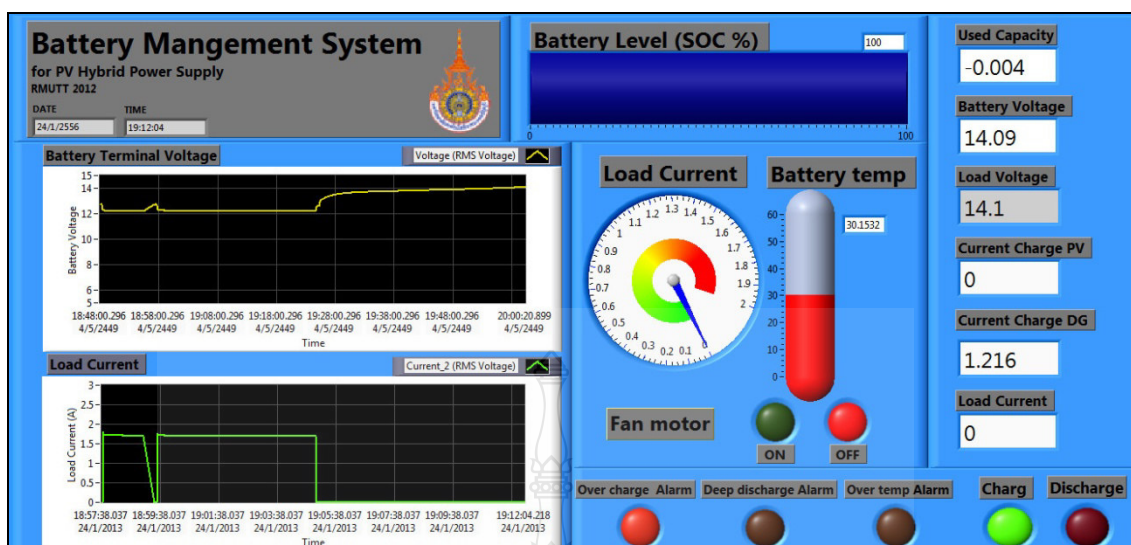 Battery Mangement System
for PV Hybrid Power Supply
RMUTT 2012
DATE TIME
24/1/2556 19:12:04
Battery Level (SOC %) 100
0 100
Used Capacity
-0.004
Battery Voltage
14.09
Load Voltage
14.1
Current Charge PV
0
Current Charge DG
1.216
Load Current
0
Battery Terminal Voltage Voltage (RMS Voltage)
Battery Voltage
15
14
12
10
8
6
5
18:48:00.296 18:58:00.296 19:08:00.296 19:18:00.296 19:28:00.296 19:38:00.296 19:48:00.296 20:00:20.899
4/5/2449 4/5/2449 4/5/2449 4/5/2449 4/5/2449 4/5/2449 4/5/2449 4/5/2449
Time
Load Current Current_2 (RMS Voltage)
Load Current (A)
3
2.5
2
1.5
1
0.5
0
18:57:38.037 18:59:38.037 19:01:38.037 19:03:38.037 19:05:38.037 19:07:38.037 19:09:38.037 19:12:04.218
24/1/2013 24/1/2013 24/1/2013 24/1/2013 24/1/2013 24/1/2013 24/1/2013 24/1/2013
Time
Load Current
0 0.1 0.2 0.3 0.4 0.5 0.6 0.7 0.8 0.9 1 1.1 1.2 1.3 1.4 1.5 1.6 1.7 1.8 1.9 2
Battery temp
30.1532
60
50
40
30
20
10
0
Fan motor
ON OFF
Over charge Alarm Deep discharge Alarm Over temp Alarm Charg Discharge